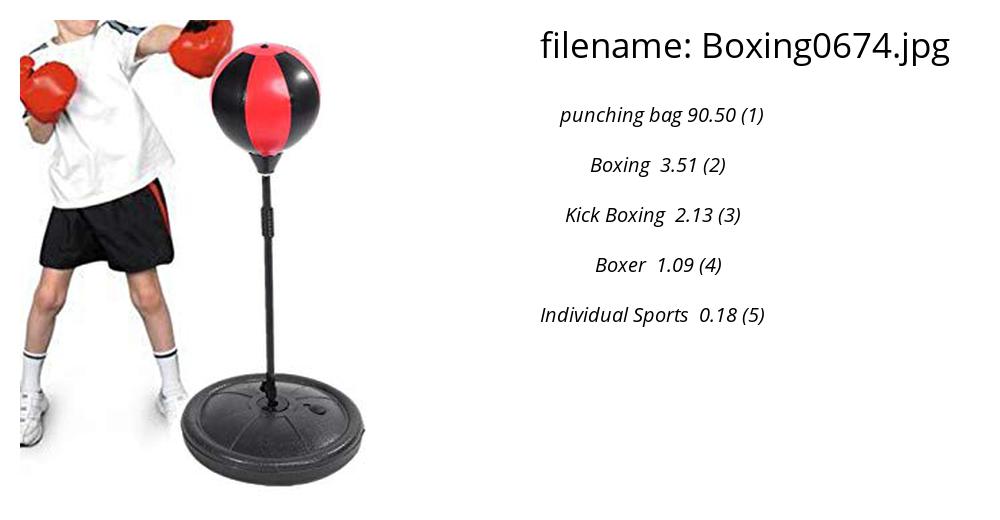 filename: Boxing0674.jpg
punching bag 90.50 (1)
Boxing 3.51 (2)
Kick Boxing 2.13 (3)
Boxer 1.09 (4)
Individual Sports 0.18 (5)